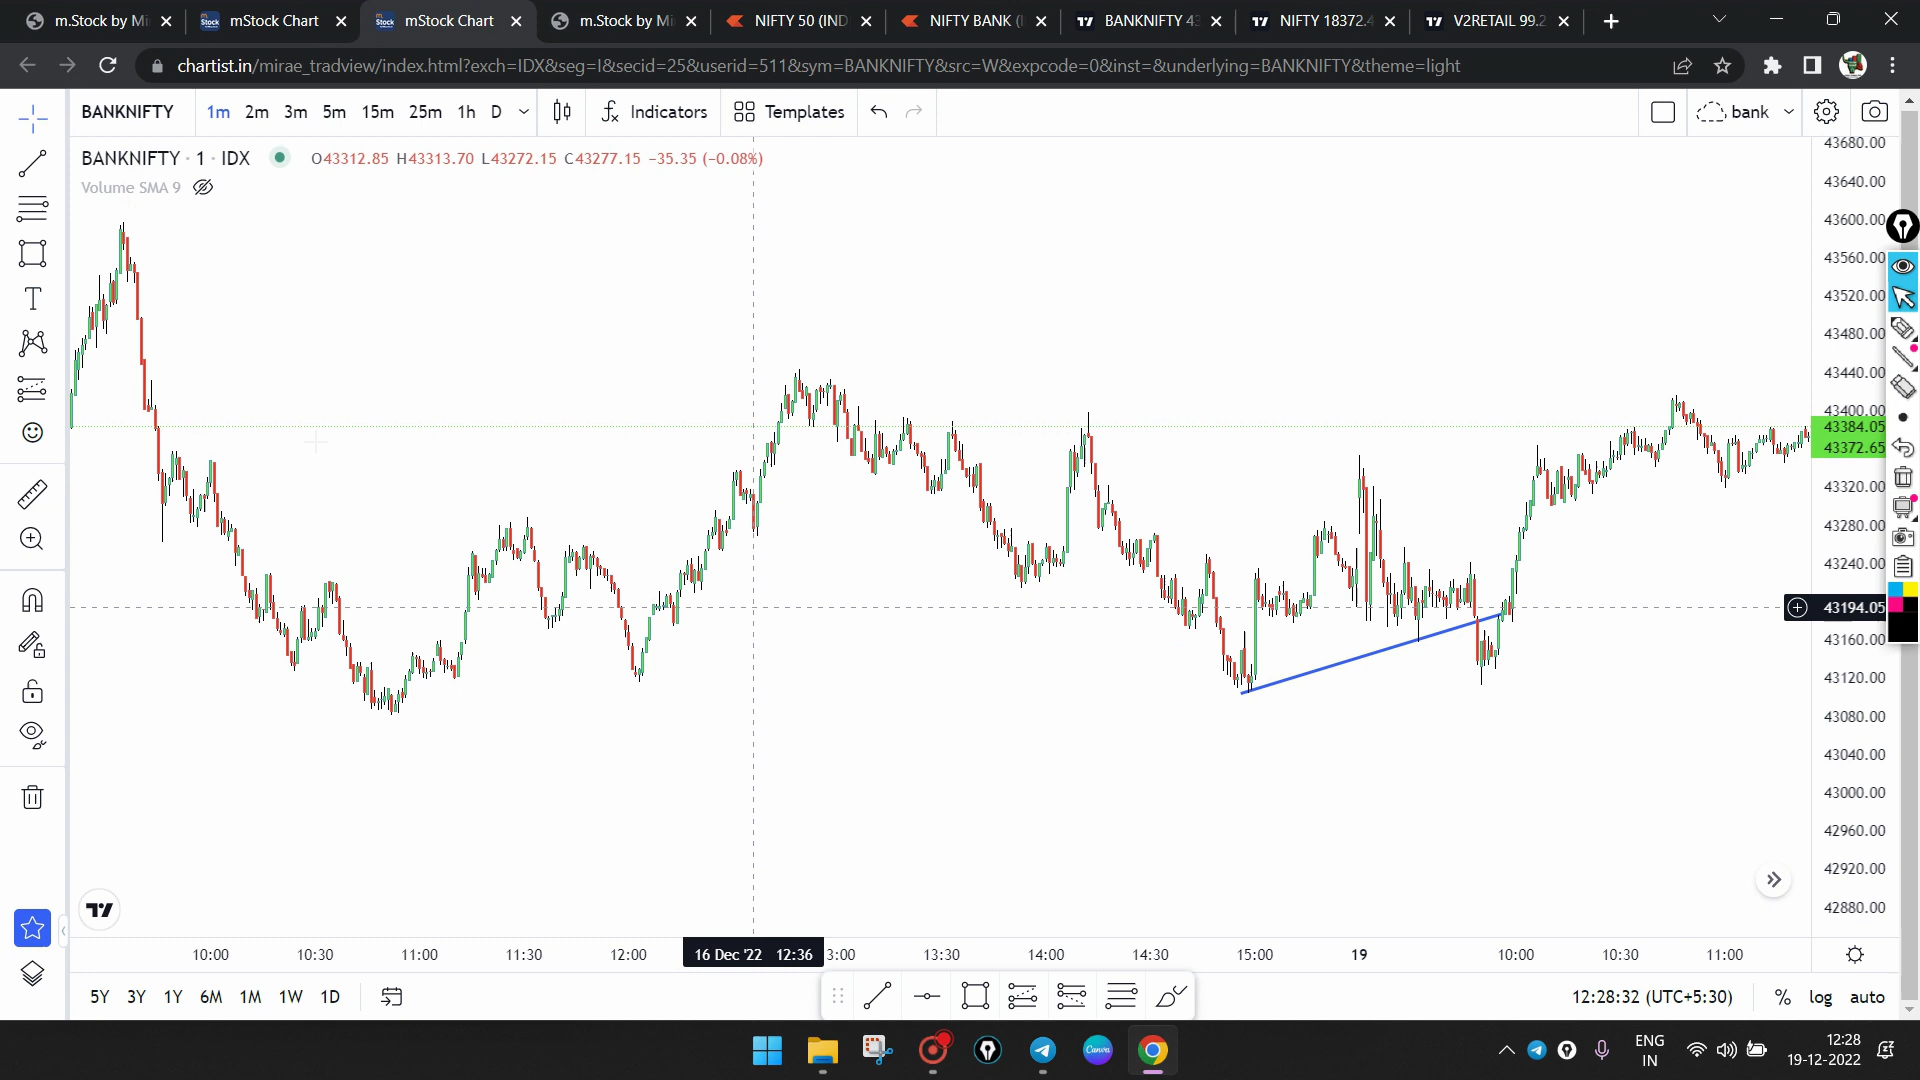 m.Stock by Mi
mStock Chart
mStock Chart
m.Stock by Mi
NIFTY 50 (IND
NIFTY BANK (
BANKNIFTY 43
NIFTY 18372.4
V2RETAIL 99.2
chartist.in/mirae_tradview/index.html?exch=IDX&seg=I&secid=25&userid=511&sym=BANKNIFTY&src=W&expcode=0&inst=&underlying=BANKNIFTY&theme=light
BANKNIFTY 1m 2m 3m 5m 15m 25m 1h D Indicators Templates bank
BANKNIFTY · 1 · IDX O43312.85 H43313.70 L43272.15 C43277.15 −35.35 (−0.08%)
Volume SMA 9
43680.00
43640.00
43600.00
43560.00
43520.00
43480.00
43440.00
43400.00
43384.05
43372.65
43320.00
43280.00
43240.00
43194.05
43160.00
43120.00
43080.00
43040.00
43000.00
42960.00
42920.00
42880.00
10:00 10:30 11:00 11:30 12:00 16 Dec '22 12:36 3:00 13:30 14:00 14:30 15:00 19 10:00 10:30 11:00
5Y 3Y 1Y 6M 1M 1W 1D 12:28:32 (UTC+5:30) % log auto
Canva
ENG
IN
12:28
19-12-2022